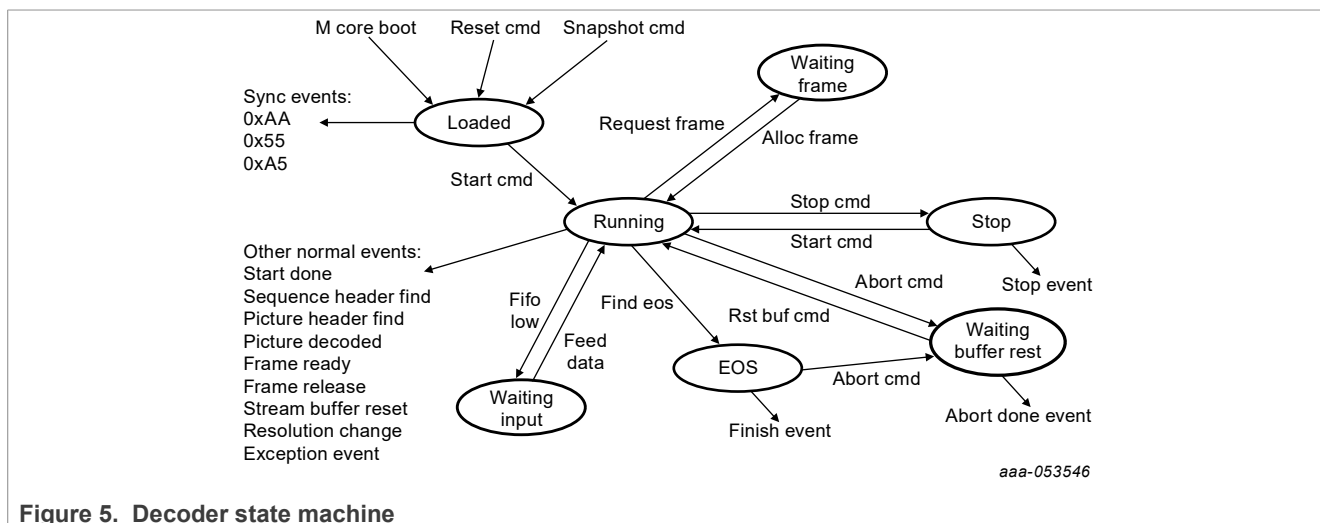 M core boot
Reset cmd
Snapshot cmd
Waiting
frame
Sync events:
0xAA
0x55
0xA5
Loaded
Request frame
Alloc frame
Start cmd
Running
Stop cmd
Start cmd
Stop
Stop event
Other normal events:
Start done
Sequence header find
Picture header find
Picture decoded
Frame ready
Frame release
Stream buffer reset
Resolution change
Exception event
Fifo
low
Feed
data
Find eos
Abort cmd
Rst buf cmd
Waiting
buffer rest
EOS
Abort cmd
Waiting
input
Finish event
Abort done event
aaa-053546
Figure 5. Decoder state machine